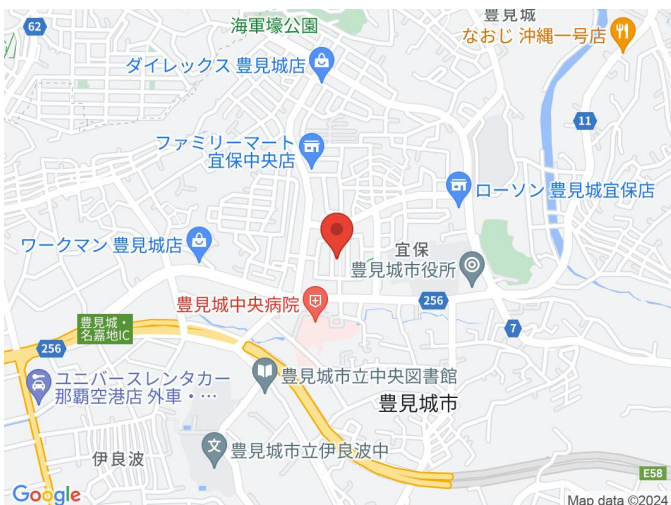 62
海軍壕公園
豊見城
なおじ 沖縄一号店
ダイレックス 豊見城店
11
ファミリーマート
宜保中央店
ローソン 豊見城宜保店
ワークマン 豊見城店
宜保
豊見城市役所
豊見城中央病院
256
豊見城・
名嘉地IC
7
256
ユニバースレンタカー
那覇空港店 外車・…
豊見城市立中央図書館
豊見城市
伊良波
豊見城市立伊良波中
E58
Google
Map data ©2024